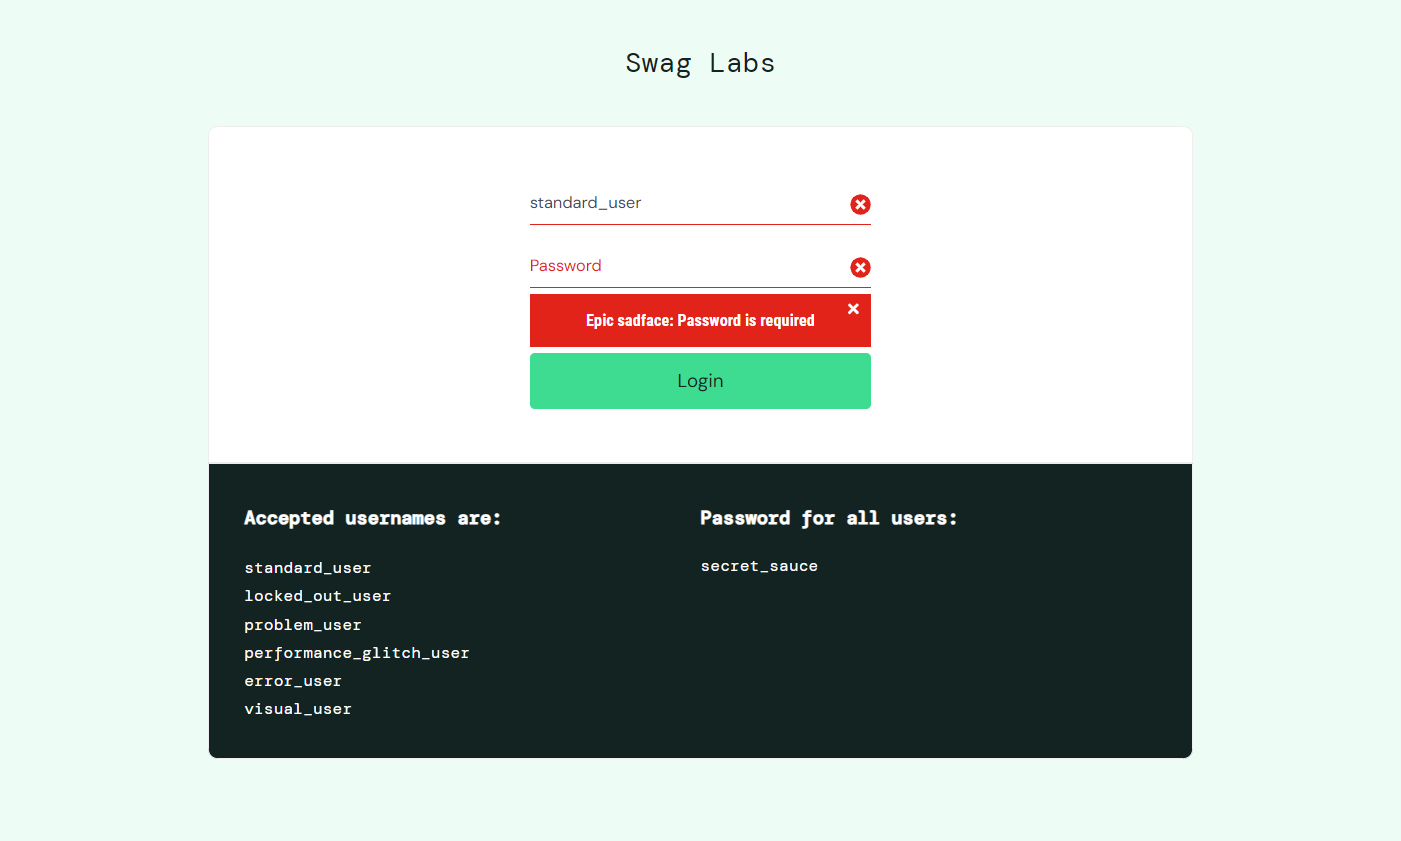 Swag Labs
standard_user
Password
Epic sadface: Password is required
Login
Accepted usernames are:
standard_user
locked_out_user
problem_user
performance_glitch_user
error_user
visual_user
Password for all users:
secret_sauce